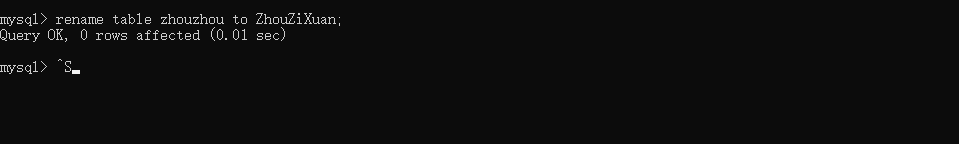 mysql> rename table zhouzhou to ZhouZiXuan;
Query OK, 0 rows affected (0.01 sec)
mysql> ^S